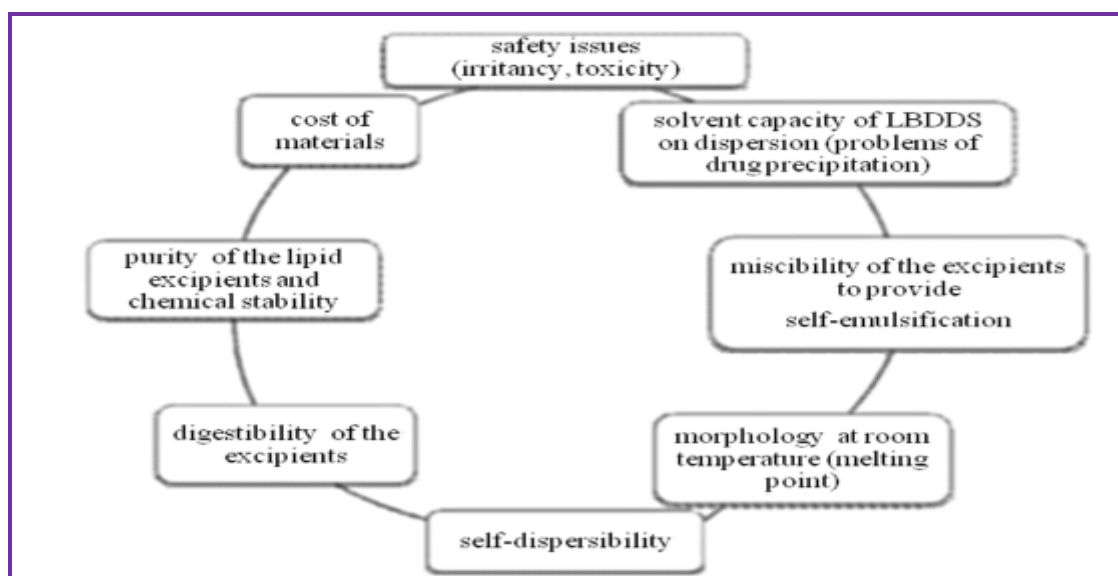 safety issues
(irritancy, toxicity)
solvent capacity of LBDDS
on dispersion (problems of
drug precipitation)
miscibility of the excipients
to provide
self-emulsification
morphology at room
temperature (melting
point)
self-dispersibility
digestibility of the
excipients
purity of the lipid
excipients and
chemical stability
cost of
materials